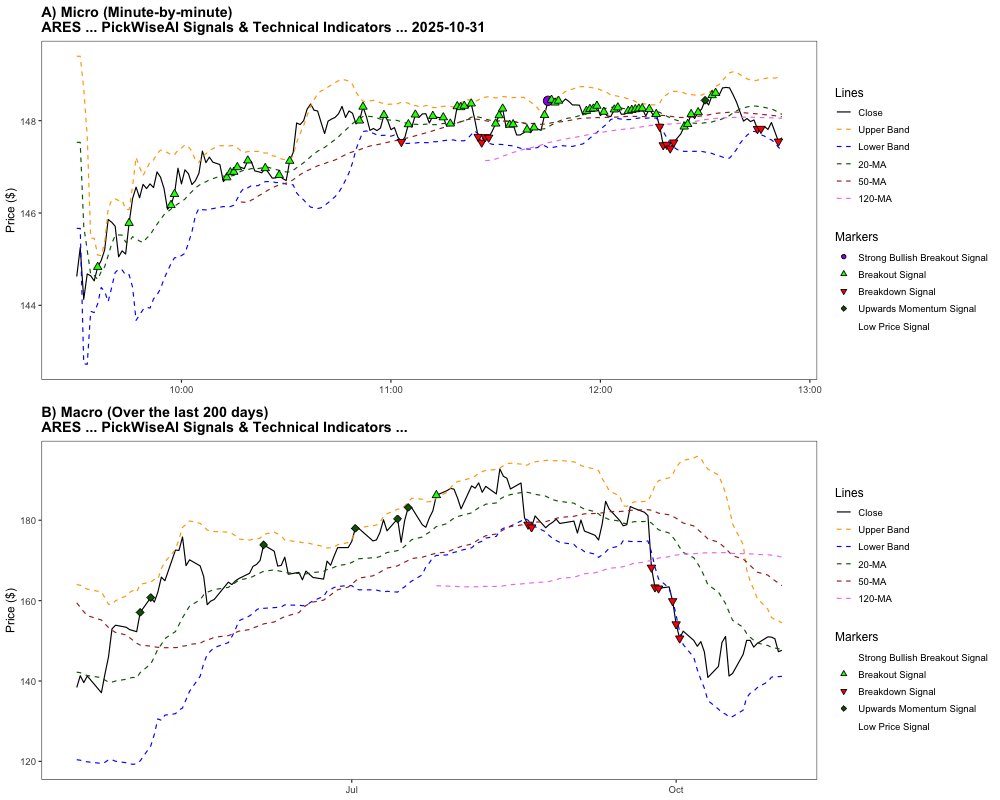 A) Micro (Minute-by-minute)
ARES ... PickWiseAI Signals & Technical Indicators ... 2025-10-31
Price ($)
148
146
144
10:00
11:00
12:00
13:00
Lines
Close
Upper Band
Lower Band
20-MA
50-MA
120-MA
Markers
Strong Bullish Breakout Signal
Breakout Signal
Breakdown Signal
Upwards Momentum Signal
Low Price Signal
B) Macro (Over the last 200 days)
ARES ... PickWiseAI Signals & Technical Indicators ...
Price ($)
180
160
140
120
Jul
Oct
Lines
Close
Upper Band
Lower Band
20-MA
50-MA
120-MA
Markers
Strong Bullish Breakout Signal
Breakout Signal
Breakdown Signal
Upwards Momentum Signal
Low Price Signal